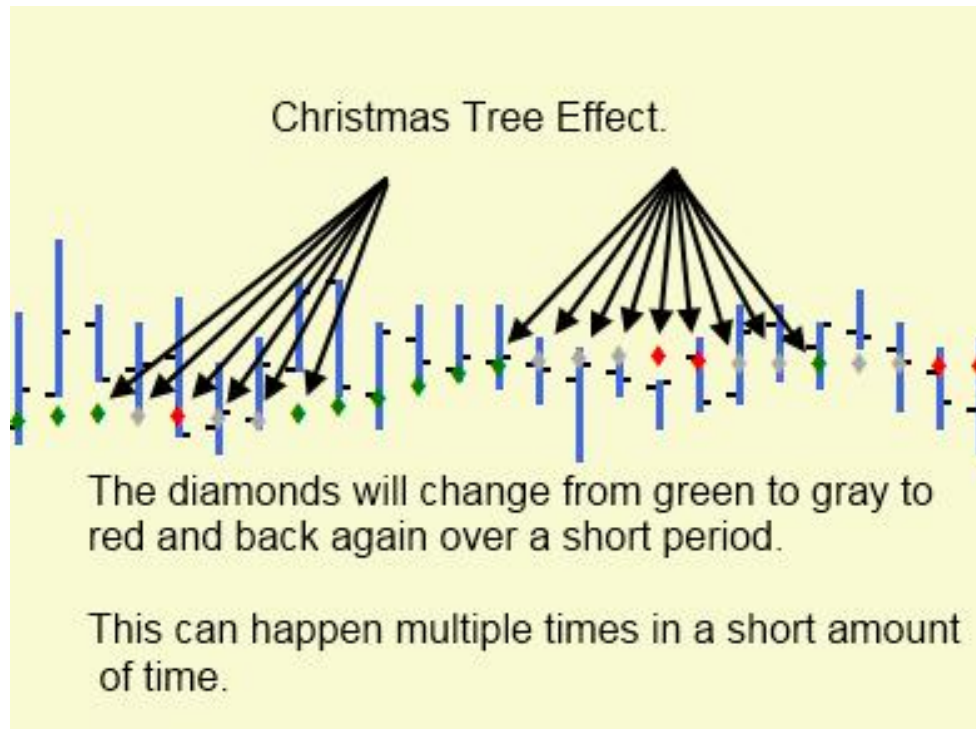 Christmas Tree Effect.
The diamonds will change from green to gray to
red and back again over a short period.
This can happen multiple times in a short amount
of time.